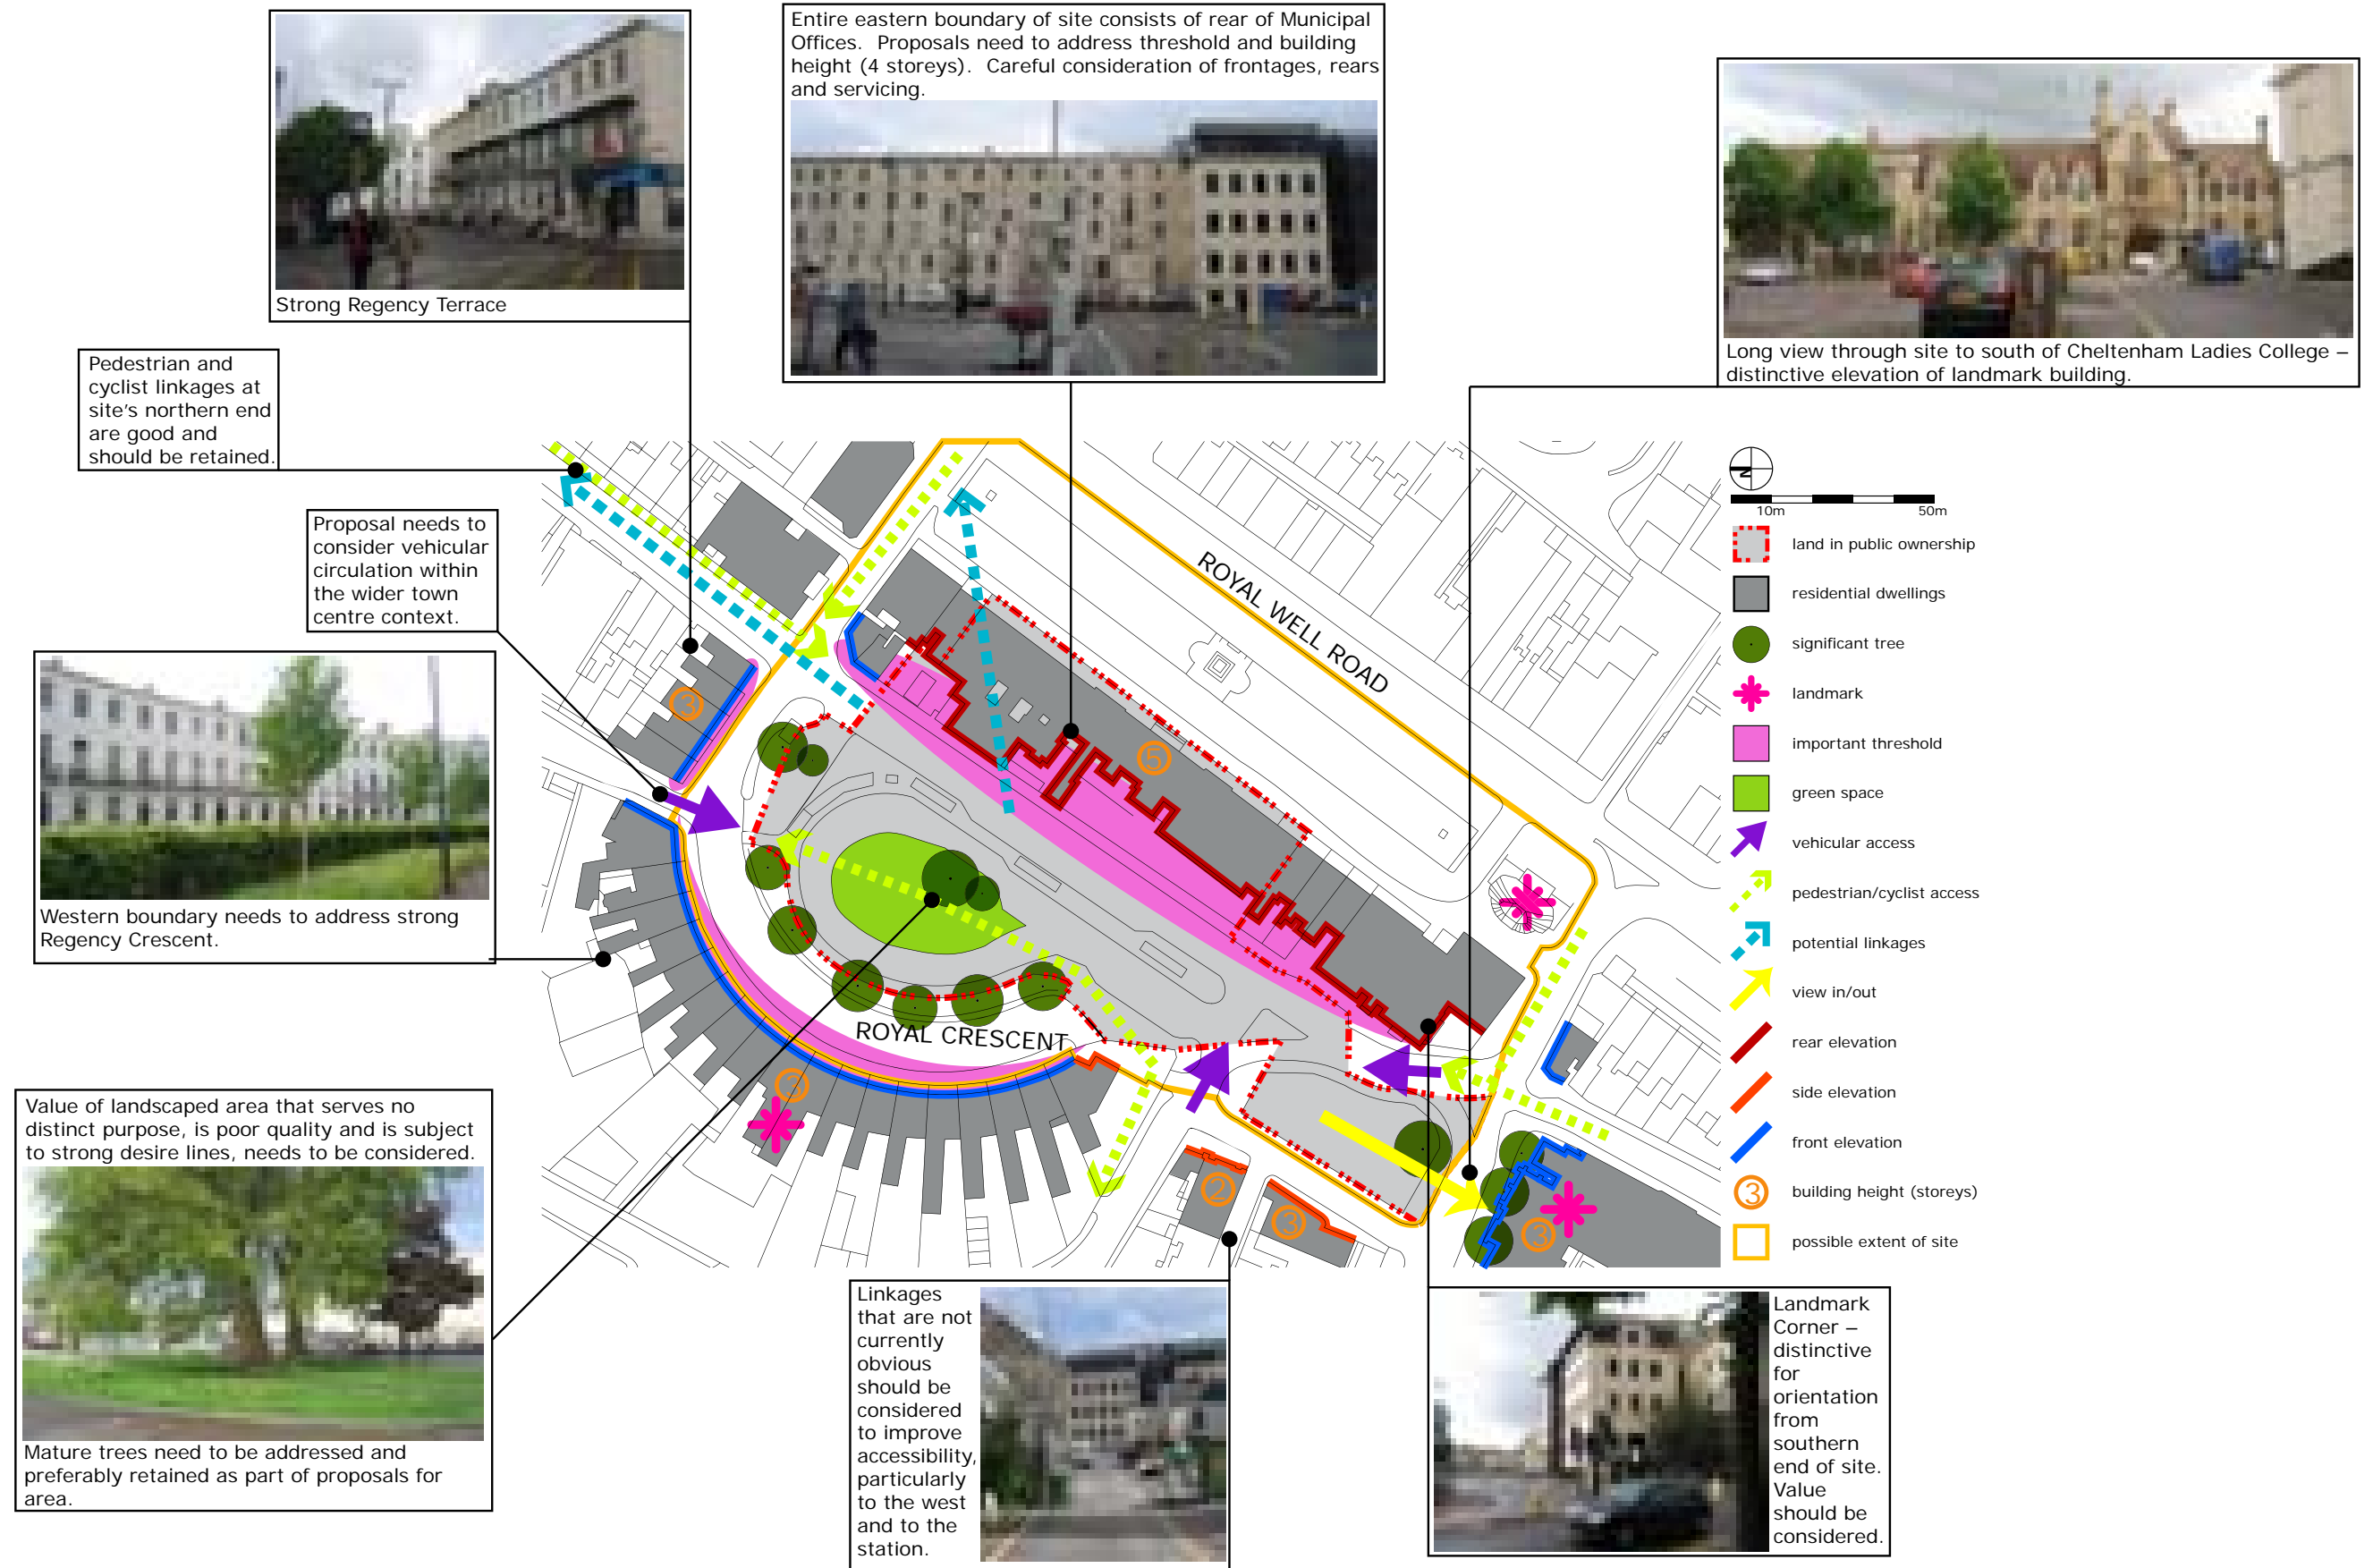 Strong Regency Terrace
Entire eastern boundary of site consists of rear of Municipal
Offices.  Proposals need to address threshold and building
height (4 storeys).  Careful consideration of frontages, rears
and servicing.
Long view through site to south of Cheltenham Ladies College –
distinctive elevation of landmark building.
Pedestrian and
cyclist linkages at
site's northern end
are good and
should be retained.
Proposal needs to
consider vehicular
circulation within
the wider town
centre context.
Western boundary needs to address strong
Regency Crescent.
Value of landscaped area that serves no
distinct purpose, is poor quality and is subject
to strong desire lines, needs to be considered.
Mature trees need to be addressed and
preferably retained as part of proposals for
area.
Linkages
that are not
currently
obvious
should be
considered
to improve
accessibility,
particularly
to the west
and to the
station.
Landmark
Corner –
distinctive
for
orientation
from
southern
end of site.
Value
should be
considered.
ROYAL WELL ROAD
ROYAL CRESCENT
3
5
3
2
3
3
N
10m 50m
land in public ownership
residential dwellings
significant tree
landmark
important threshold
green space
vehicular access
pedestrian/cyclist access
potential linkages
view in/out
rear elevation
side elevation
front elevation
3 building height (storeys)
possible extent of site